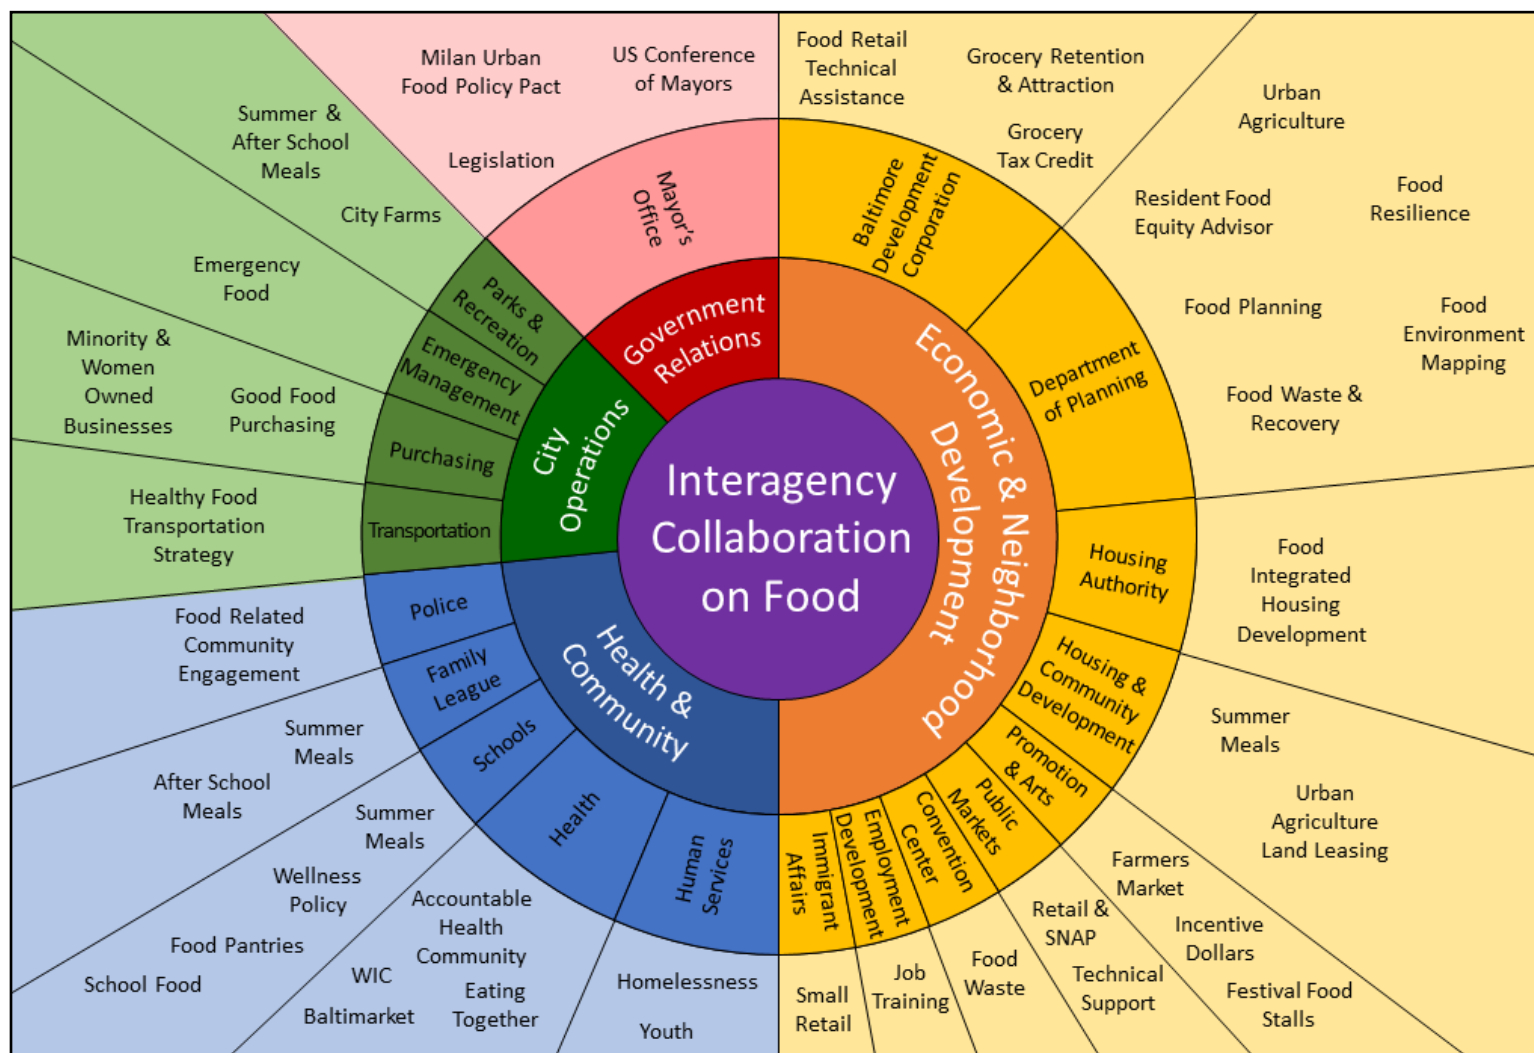 Interagency
Collaboration
on Food
Government
Relations
Mayor's
Office
Milan Urban
Food Policy Pact
US Conference
of Mayors
Legislation
Economic & Neighborhood
Development
Baltimore
Development
Corporation
Food Retail
Technical
Assistance
Grocery Retention
& Attraction
Grocery
Tax Credit
Department
of Planning
Urban
Agriculture
Resident Food
Equity Advisor
Food
Resilience
Food Planning
Food
Environment
Mapping
Food Waste &
Recovery
Housing
Authority
Food
Integrated
Housing
Development
Housing &
Community
Development
Summer
Meals
Urban
Agriculture
Land Leasing
Promotion
& Arts
Farmers
Market
Incentive
Dollars
Festival Food
Stalls
Public
Markets
Retail &
SNAP
Technical
Support
Convention
Center
Food
Waste
Employment
Development
Job
Training
Immigrant
Affairs
Small
Retail
Health &
Community
Human
Services
Homelessness
Youth
Health
Accountable
Health
Community
WIC
Baltimarket
Eating
Together
Schools
Summer
Meals
Wellness
Policy
Food Pantries
School Food
Family
League
Summer
Meals
After School
Meals
Police
Food Related
Community
Engagement
City
Operations
Transportation
Healthy Food
Transportation
Strategy
Purchasing
Minority &
Women
Owned
Businesses
Good Food
Purchasing
Emergency
Management
Emergency
Food
Parks &
Recreation
Summer &
After School
Meals
City Farms